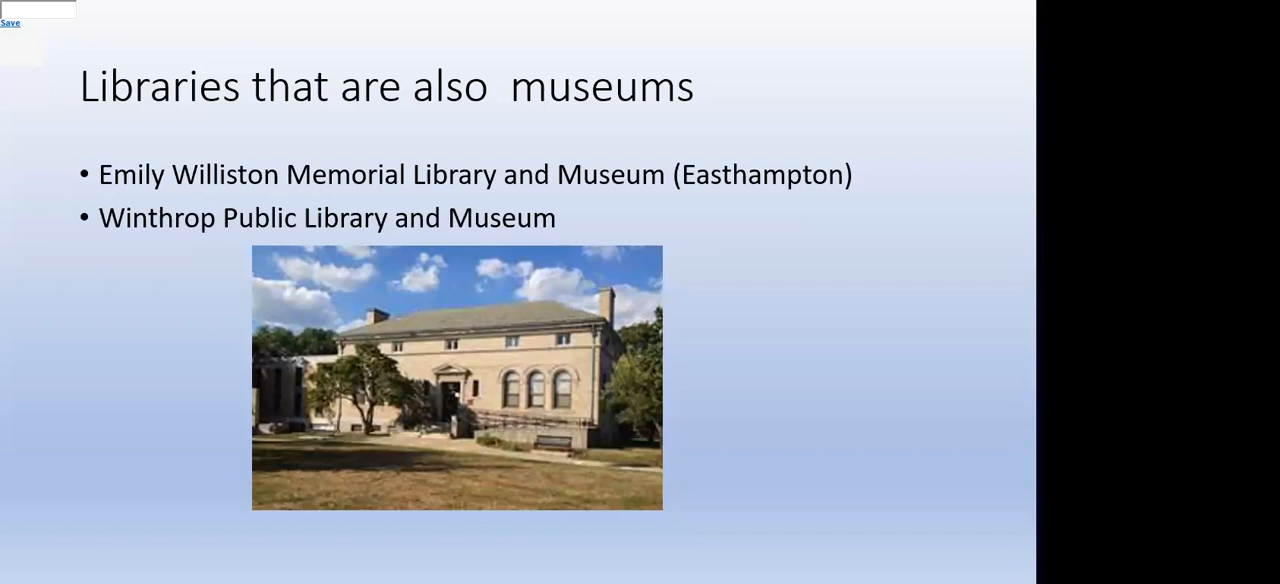 Save
Libraries that are also  museums
• Emily Williston Memorial Library and Museum (Easthampton)
• Winthrop Public Library and Museum